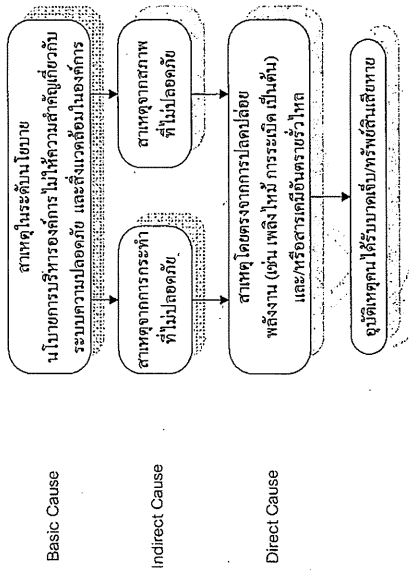 Basic Cause
สาเหตุในระดับนโยบาย
นโบายการบริหารองค์การไม่ให้ความสำคัญเกี่ยวกับ
ระบบความปลอดภัย และสิ่งแวดล้อมในองค์การ
Indirect Cause
สาเหตุจากการกระทำ
ที่ไม่ปลอดภัย
สาเหตุจากสภาพ
ที่ไม่ปลอดภัย
Direct Cause
สาเหตุโดยตรงจากการปลดปล่อย
พลังงาน (เช่น เพลิงไหม้ การระเบิด เป็นต้น)
และ/หรือสารเคมีอันตรายรั่วไหล
อุบัติเหตุคนได้รับบาดเจ็บ/ทรัพย์สินเสียหาย